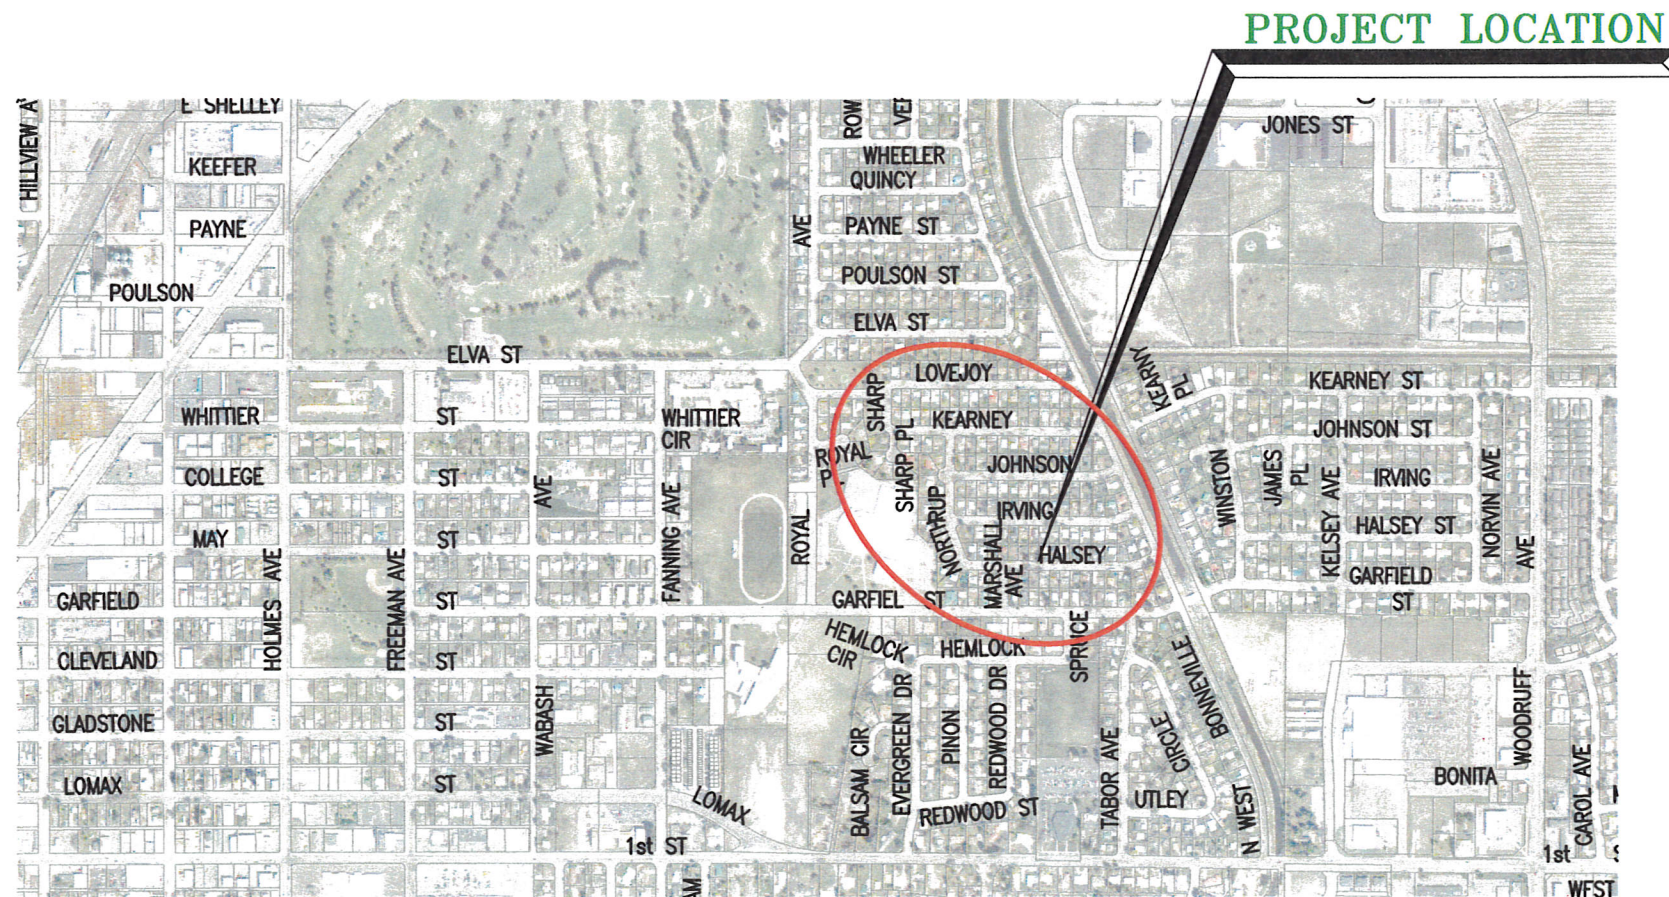 PROJECT LOCATION
HILLVIEW A
E SHELLEY
ROW
VE
JONES ST
KEEFER
WHEELER
QUINCY
PAYNE
AVE
PAYNE ST
POULSON
POULSON ST
ELVA ST
ELVA ST
KEARNY
PL
LOVEJOY
SHARP
KEARNEY ST
WHITTIER
ST
WHITTIER
CIR
SHARP PL
KEARNEY
JOHNSON ST
ROYAL
PL
JOHNSON
COLLEGE
ST
AVE
FANNING AVE
WINSTON
JAMES
PL
IRVING
NORVIN AVE
NORTHRUP
IRVING
KELSEY AVE
HALSEY ST
MAY
ST
ROYAL
MARSHALL
AVE
HALSEY
AVE
HOLMES AVE
FREEMAN AVE
GARFIELD
ST
GARFIELD
ST
GARFIEL ST
HEMLOCK
CIR
HEMLOCK
SPRUCE
CLEVELAND
ST
BONNEVILLE
WOODRUFF
GLADSTONE
ST
WABASH
BALSAM CIR
EVERGREEN DR
PINON
REDWOOD DR
TABOR AVE
CIRCLE
CAROL AVE
LOMAX
ST
LOMAX
REDWOOD ST
UTLEY
N WEST
BONITA
1st ST
1st
AM
WEST